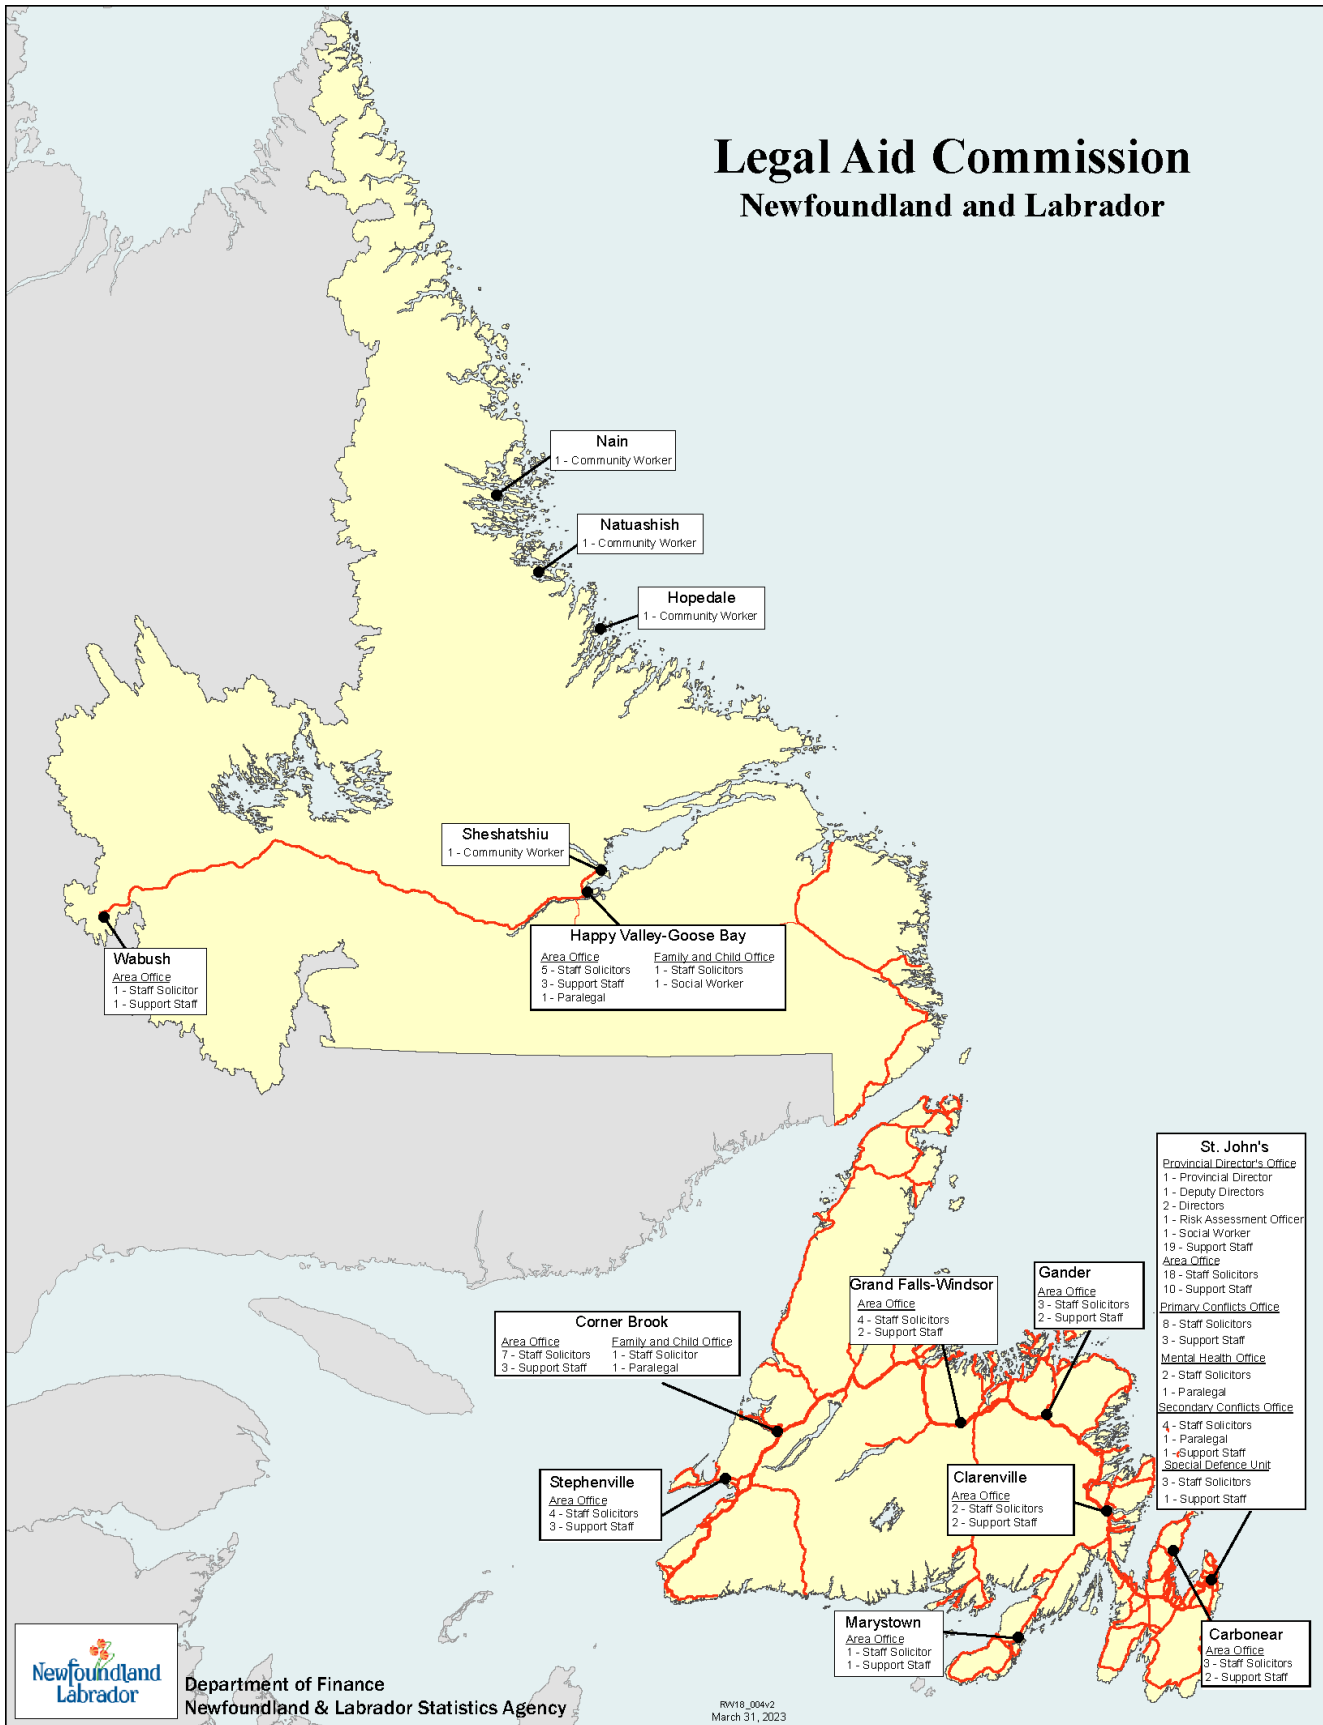 Legal Aid Commission
Newfoundland and Labrador
Nain
1 - Community Worker
Natuashish
1 - Community Worker
Hopedale
1 - Community Worker
Sheshatshiu
1 - Community Worker
Happy Valley-Goose Bay
Area Office
5 - Staff Solicitors
3 - Support Staff
1 - Paralegal
Family and Child Office
1 - Staff Solicitors
1 - Social Worker
Wabush
Area Office
1 - Staff Solicitor
1 - Support Staff
St. John's
Provincial Director's Office
1 - Provincial Director
1 - Deputy Directors
2 - Directors
1 - Risk Assessment Officer
1 - Social Worker
19 - Support Staff
Area Office
18 - Staff Solicitors
10 - Support Staff
Primary Conflicts Office
8 - Staff Solicitors
3 - Support Staff
Mental Health Office
2 - Staff Solicitors
1 - Paralegal
Secondary Conflicts Office
4 - Staff Solicitors
1 - Paralegal
1 - Support Staff
Special Defence Unit
3 - Staff Solicitors
1 - Support Staff
Gander
Area Office
3 - Staff Solicitors
2 - Support Staff
Grand Falls-Windsor
Area Office
4 - Staff Solicitors
2 - Support Staff
Corner Brook
Area Office
7 - Staff Solicitors
3 - Support Staff
Family and Child Office
1 - Staff Solicitor
1 - Paralegal
Stephenville
Area Office
4 - Staff Solicitors
3 - Support Staff
Clarenville
Area Office
2 - Staff Solicitors
2 - Support Staff
Marystown
Area Office
1 - Staff Solicitor
1 - Support Staff
Carbonear
Area Office
3 - Staff Solicitors
2 - Support Staff
Newfoundland
Labrador
Department of Finance
Newfoundland & Labrador Statistics Agency
RW18_004v2
March 31, 2023